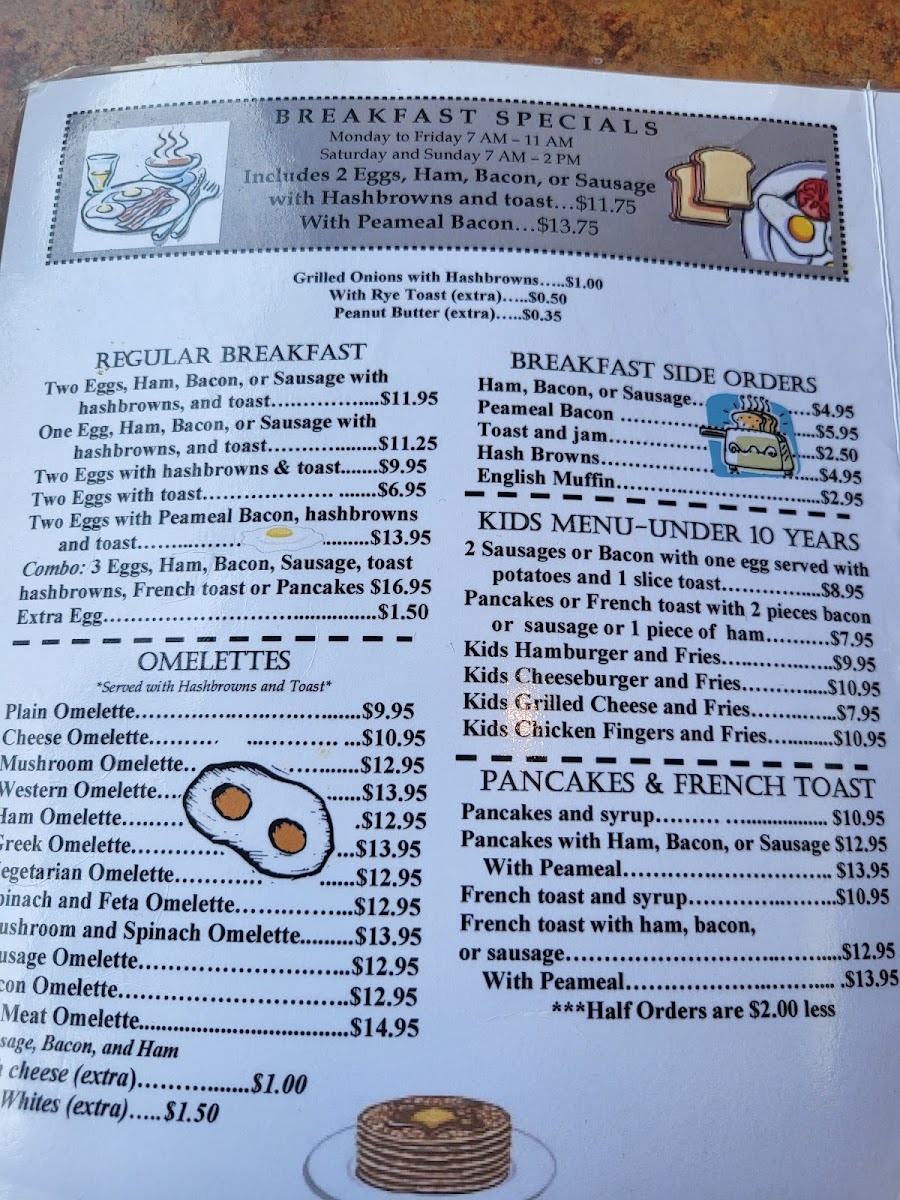 BREAKFAST SPECIALS
Monday to Friday 7 AM – 11 AM
Saturday and Sunday 7 AM – 2 PM
Includes 2 Eggs, Ham, Bacon, or Sausage
with Hashbrowns and toast...$11.75
With Peameal Bacon...$13.75
Grilled Onions with Hashbrowns.....$1.00
With Rye Toast (extra).....$0.50
Peanut Butter (extra).....$0.35
REGULAR BREAKFAST
Two Eggs, Ham, Bacon, or Sausage with
hashbrowns, and toast....................$11.95
One Egg, Ham, Bacon, or Sausage with
hashbrowns, and toast....................$11.25
Two Eggs with hashbrowns & toast.......$9.95
Two Eggs with toast........................ .......$6.95
Two Eggs with Peameal Bacon, hashbrowns
and toast............................$13.95
Combo: 3 Eggs, Ham, Bacon, Sausage, toast
hashbrowns, French toast or Pancakes $16.95
Extra Egg..................................................$1.50
OMELETTES
*Served with Hashbrowns and Toast*
Plain Omelette.........................................$9.95
Cheese Omelette.......... .................. ...$10.95
Mushroom Omelette.. ............$12.95
Western Omelette.... ......$13.95
Ham Omelette......... .$12.95
Greek Omelette............... ...$13.95
Vegetarian Omelette.............. ......$12.95
Spinach and Feta Omelette.....................$12.95
Mushroom and Spinach Omelette.........$13.95
Sausage Omelette....................................$12.95
con Omelette.......................................$12.95
Meat Omelette.....................................$14.95
sage, Bacon, and Ham
cheese (extra)..................$1.00
Whites (extra).....$1.50
BREAKFAST SIDE ORDERS
Ham, Bacon, or Sausage.. .....$4.95
Peameal Bacon .............. ......$5.95
Toast and jam................ .....$2.50
Hash Browns.................. .....$4.95
English Muffin....................................$2.95
KIDS MENU-UNDER 10 YEARS
2 Sausages or Bacon with one egg served with
potatoes and 1 slice toast..................$8.95
Pancakes or French toast with 2 pieces bacon
or sausage or 1 piece of ham..........$7.95
Kids Hamburger and Fries....................$9.95
Kids Cheeseburger and Fries...............$10.95
Kids Grilled Cheese and Fries...............$7.95
Kids Chicken Fingers and Fries............$10.95
PANCAKES & FRENCH TOAST
Pancakes and syrup......... .................... $10.95
Pancakes with Ham, Bacon, or Sausage $12.95
With Peameal..................................... $13.95
French toast and syrup..........................$10.95
French toast with ham, bacon,
or sausage................................................$12.95
With Peameal.................................... .$13.95
***Half Orders are $2.00 less